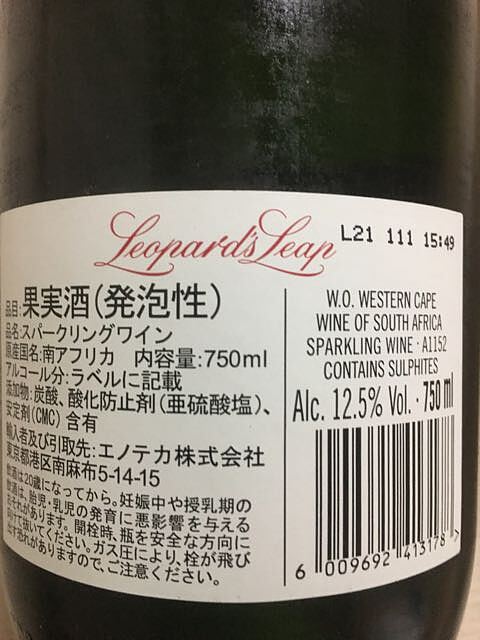 Leopard's Leap
L21 111 15:49
品目:果実酒(発泡性)
品名:スパークリングワイン
原産国名:南アフリカ 内容量:750ml
アルコール分:ラベルに記載
添加物:炭酸、酸化防止剤(亜硫酸塩)、
安定剤(CMC)含有
輸入者及び引取先:エノテカ株式会社
東京都港区南麻布5-14-15
飲酒は20歳になってから。妊娠中や授乳期の
飲酒は、胎児・乳児の発育に悪影響を与える
おそれがあります。開栓時、瓶を安全な方向に
向けて抜いてください。ガス圧により、栓が飛び
出す恐れがありますので、ご注意ください。
W.O. WESTERN CAPE
WINE OF SOUTH AFRICA
SPARKLING WINE · A1152
CONTAINS SULPHITES
Alc. 12.5% Vol. · 750 ml
6 009692 413178 >